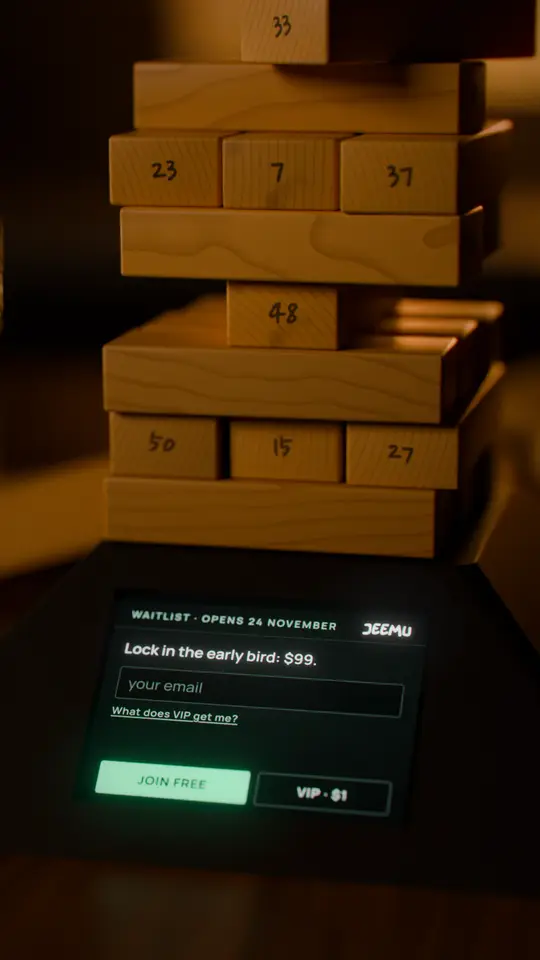 33
23 7 37
48
50 15 27
WAITLIST · OPENS 24 NOVEMBER JEEMU
Lock in the early bird: $99.
your email
What does VIP get me?
JOIN FREE VIP · $1